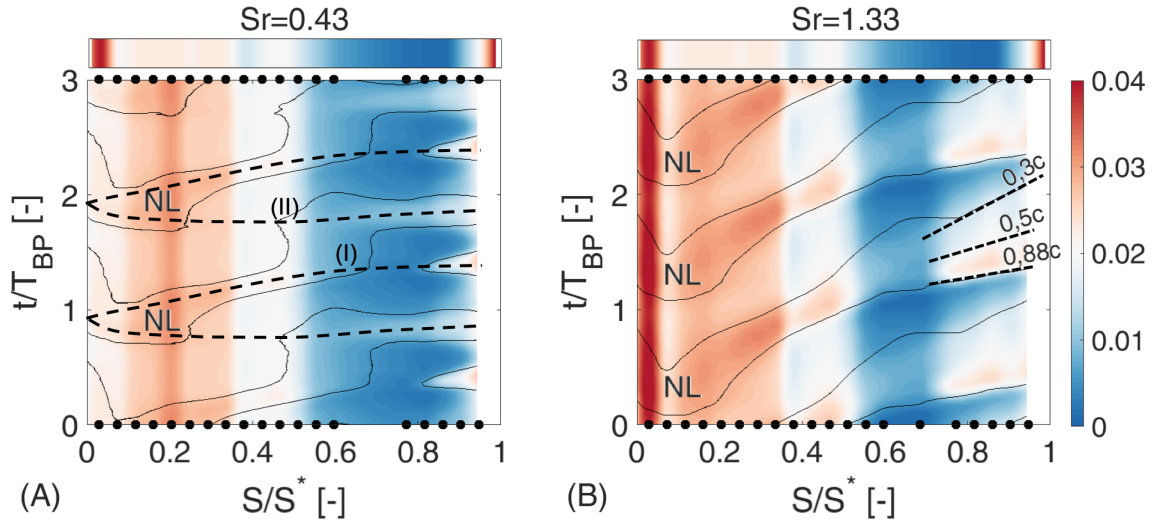 Sr=0.43
Sr=1.33
3
2
1
0
t/T_BP [-]
NL
NL
(II)
(I)
0 0.2 0.4 0.6 0.8 1
S/S* [-]
(A)
3
2
1
0
t/T_BP [-]
NL
NL
NL
0,3c
0,5c
0,88c
0 0.2 0.4 0.6 0.8 1
S/S* [-]
(B)
0.04
0.03
0.02
0.01
0